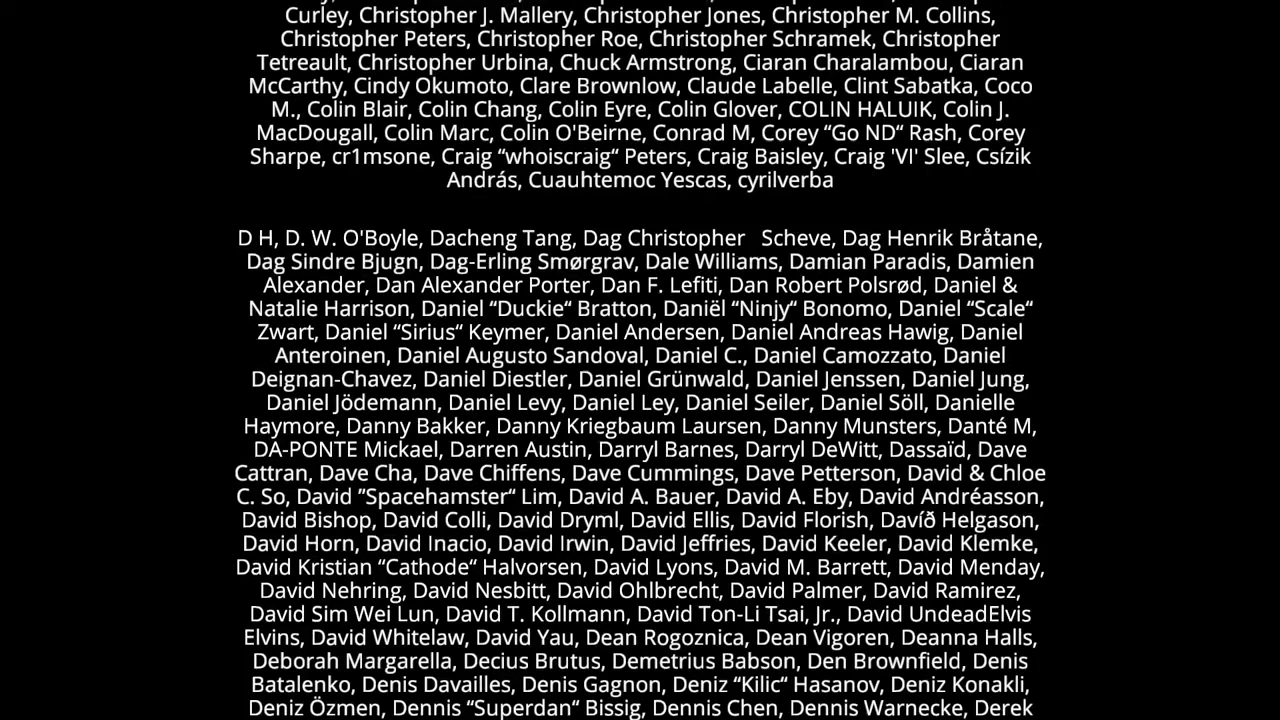 Curley, Christopher J. Mallery, Christopher Jones, Christopher M. Collins,
Christopher Peters, Christopher Roe, Christopher Schramek, Christopher
Tetreault, Christopher Urbina, Chuck Armstrong, Ciaran Charalambou, Ciaran
McCarthy, Cindy Okumoto, Clare Brownlow, Claude Labelle, Clint Sabatka, Coco
M., Colin Blair, Colin Chang, Colin Eyre, Colin Glover, COLIN HALUIK, Colin J.
MacDougall, Colin Marc, Colin O'Beirne, Conrad M, Corey “Go ND“ Rash, Corey
Sharpe, cr1msone, Craig “whoiscraig“ Peters, Craig Baisley, Craig 'VI' Slee, Csízik
András, Cuauhtemoc Yescas, cyrilverba
D H, D. W. O'Boyle, Dacheng Tang, Dag Christopher   Scheve, Dag Henrik Bråtane,
Dag Sindre Bjugn, Dag-Erling Smørgrav, Dale Williams, Damian Paradis, Damien
Alexander, Dan Alexander Porter, Dan F. Lefiti, Dan Robert Polsrød, Daniel &
Natalie Harrison, Daniel “Duckie“ Bratton, Daniël “Ninjy“ Bonomo, Daniel “Scale“
Zwart, Daniel “Sirius“ Keymer, Daniel Andersen, Daniel Andreas Hawig, Daniel
Anteroinen, Daniel Augusto Sandoval, Daniel C., Daniel Camozzato, Daniel
Deignan-Chavez, Daniel Diestler, Daniel Grünwald, Daniel Jenssen, Daniel Jung,
Daniel Jödemann, Daniel Levy, Daniel Ley, Daniel Seiler, Daniel Söll, Danielle
Haymore, Danny Bakker, Danny Kriegbaum Laursen, Danny Munsters, Danté M,
DA-PONTE Mickael, Darren Austin, Darryl Barnes, Darryl DeWitt, Dassaïd, Dave
Cattran, Dave Cha, Dave Chiffens, Dave Cummings, Dave Petterson, David & Chloe
C. So, David ”Spacehamster“ Lim, David A. Bauer, David A. Eby, David Andréasson,
David Bishop, David Colli, David Dryml, David Ellis, David Florish, Davíð Helgason,
David Horn, David Inacio, David Irwin, David Jeffries, David Keeler, David Klemke,
David Kristian “Cathode“ Halvorsen, David Lyons, David M. Barrett, David Menday,
David Nehring, David Nesbitt, David Ohlbrecht, David Palmer, David Ramirez,
David Sim Wei Lun, David T. Kollmann, David Ton-Li Tsai, Jr., David UndeadElvis
Elvins, David Whitelaw, David Yau, Dean Rogoznica, Dean Vigoren, Deanna Halls,
Deborah Margarella, Decius Brutus, Demetrius Babson, Den Brownfield, Denis
Batalenko, Denis Davailles, Denis Gagnon, Deniz “Kilic“ Hasanov, Deniz Konakli,
Deniz Özmen, Dennis “Superdan“ Bissig, Dennis Chen, Dennis Warnecke, Derek